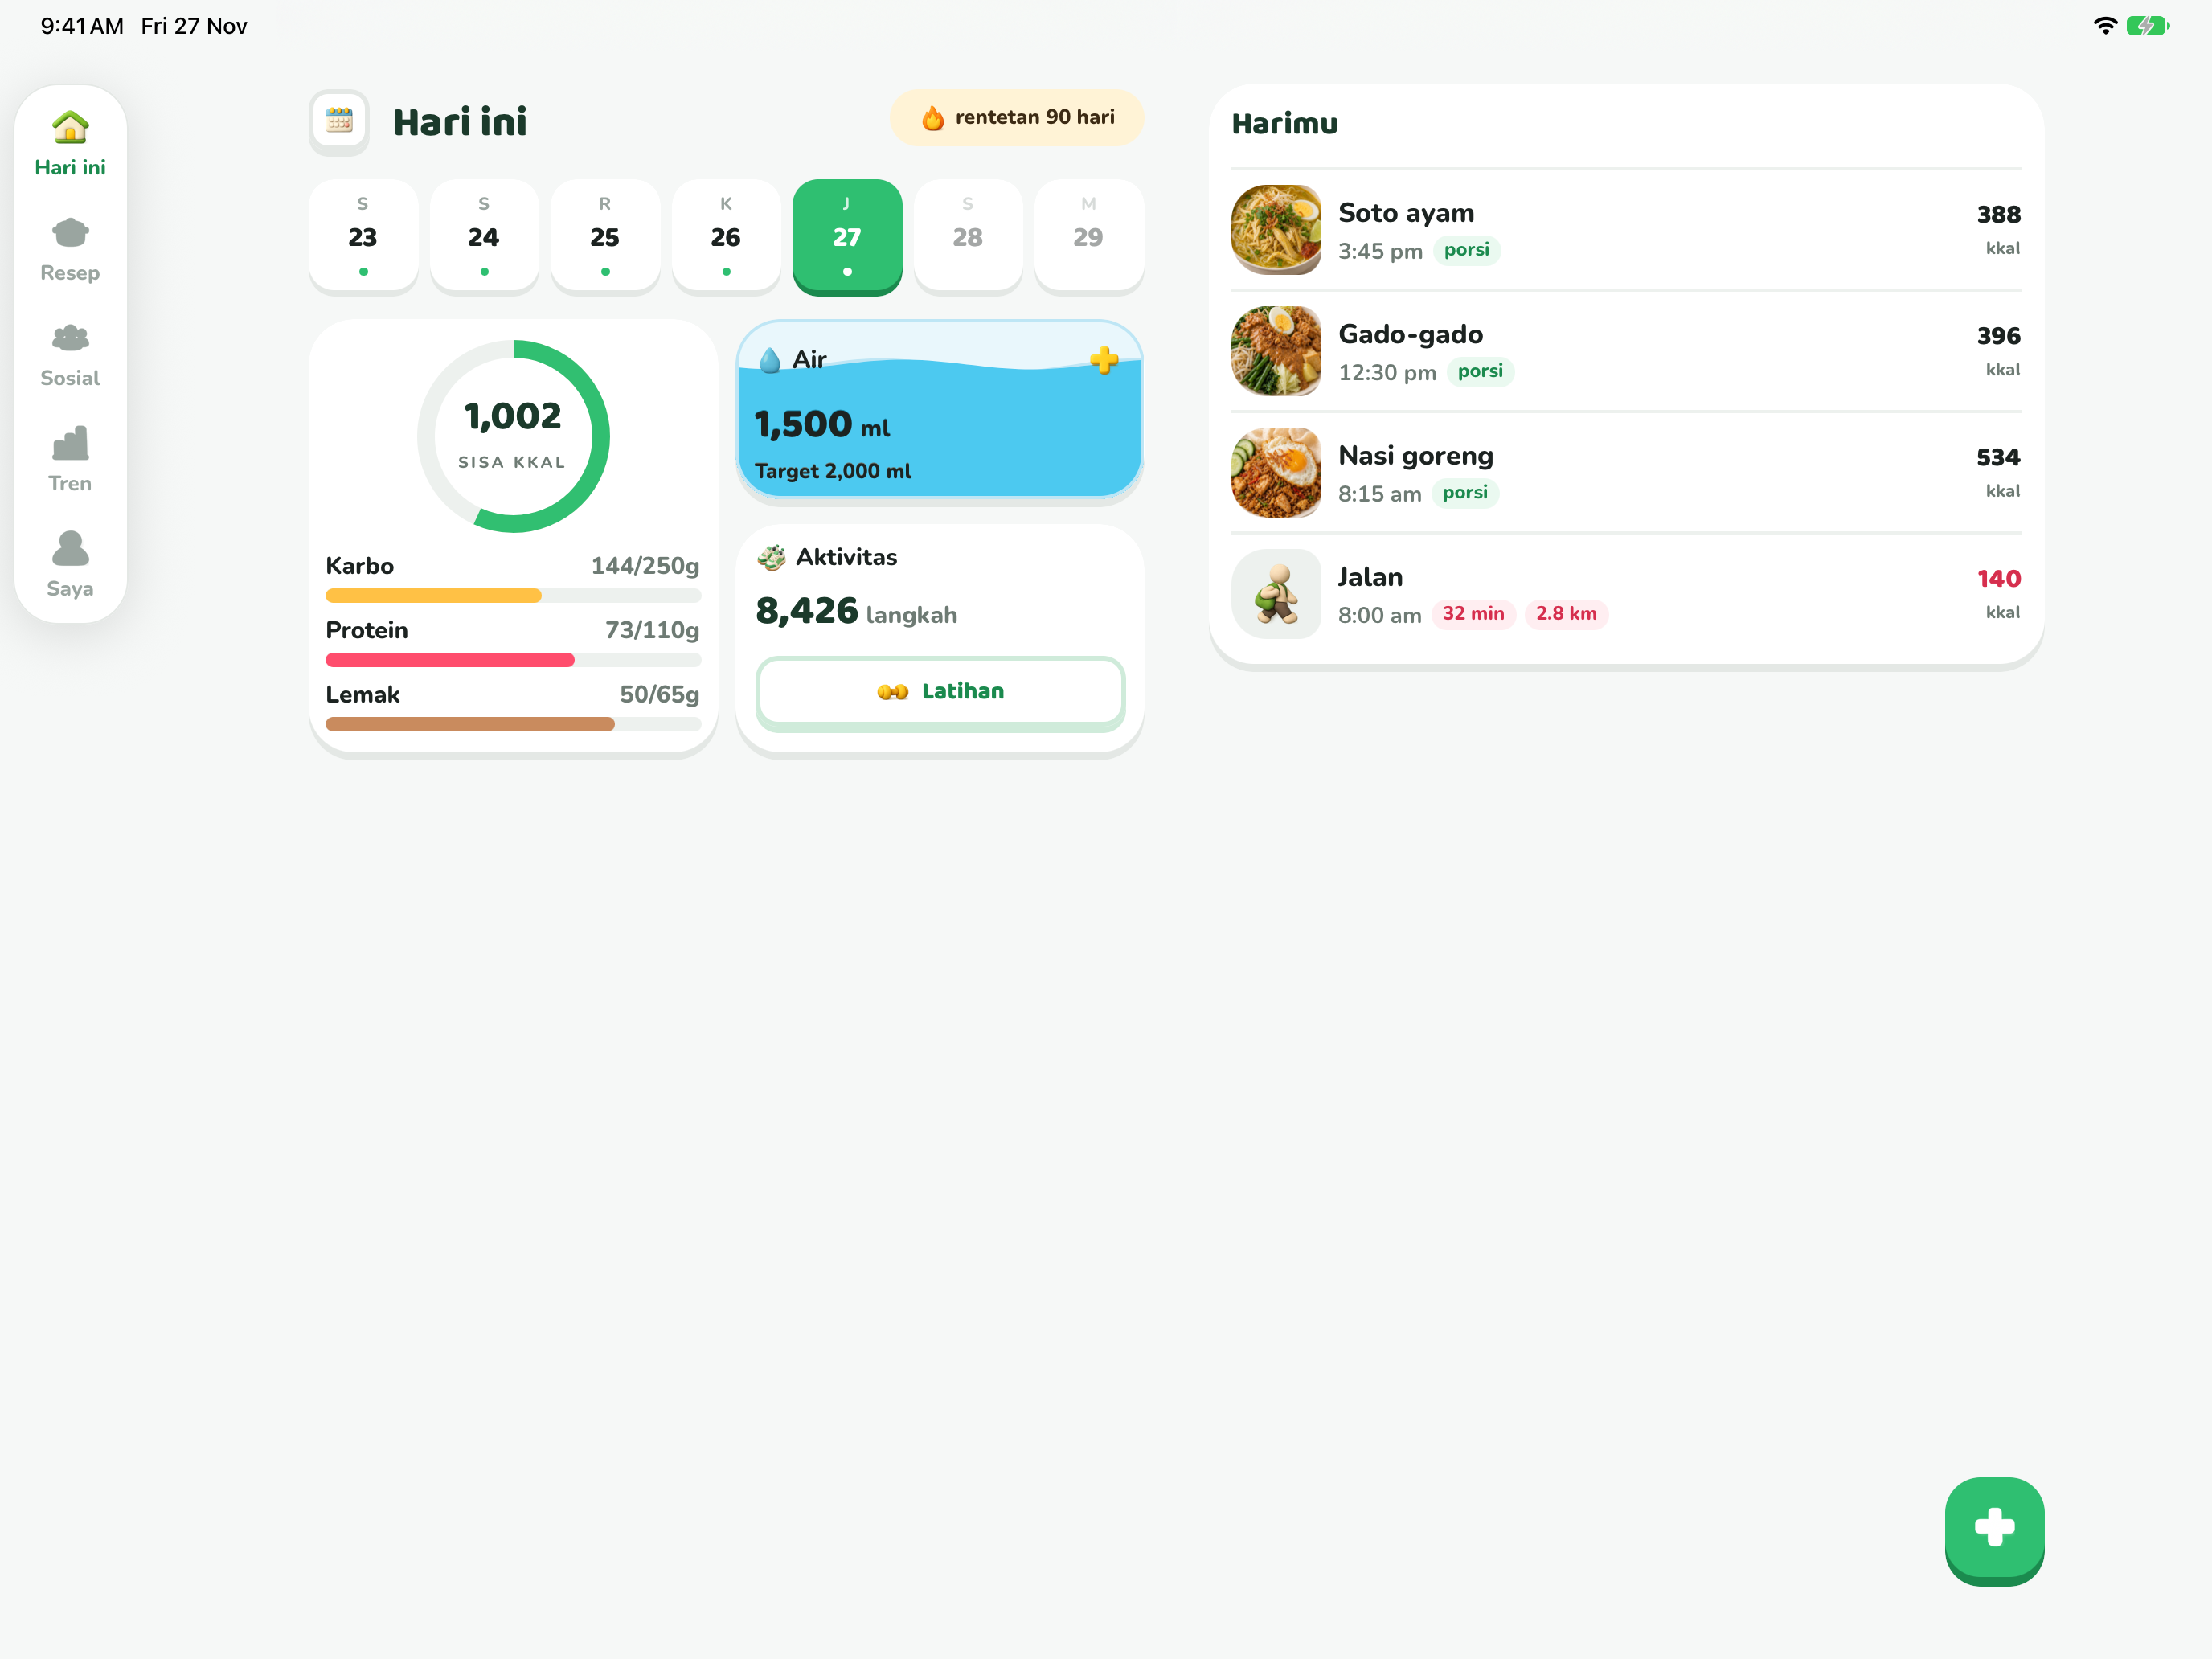 9:41 AM Fri 27 Nov
Hari ini
Resep
Sosial
Tren
Saya
Hari ini
rentetan 90 hari
S S R K J S M
23 24 25 26 27 28 29
1,002
SISA KKAL
Karbo 144/250g
Protein 73/110g
Lemak 50/65g
Air
1,500 ml
Target 2,000 ml
Aktivitas
8,426 langkah
Latihan
Harimu
Soto ayam 388
3:45 pm porsi kkal
Gado-gado 396
12:30 pm porsi kkal
Nasi goreng 534
8:15 am porsi kkal
Jalan 140
8:00 am 32 min 2.8 km kkal